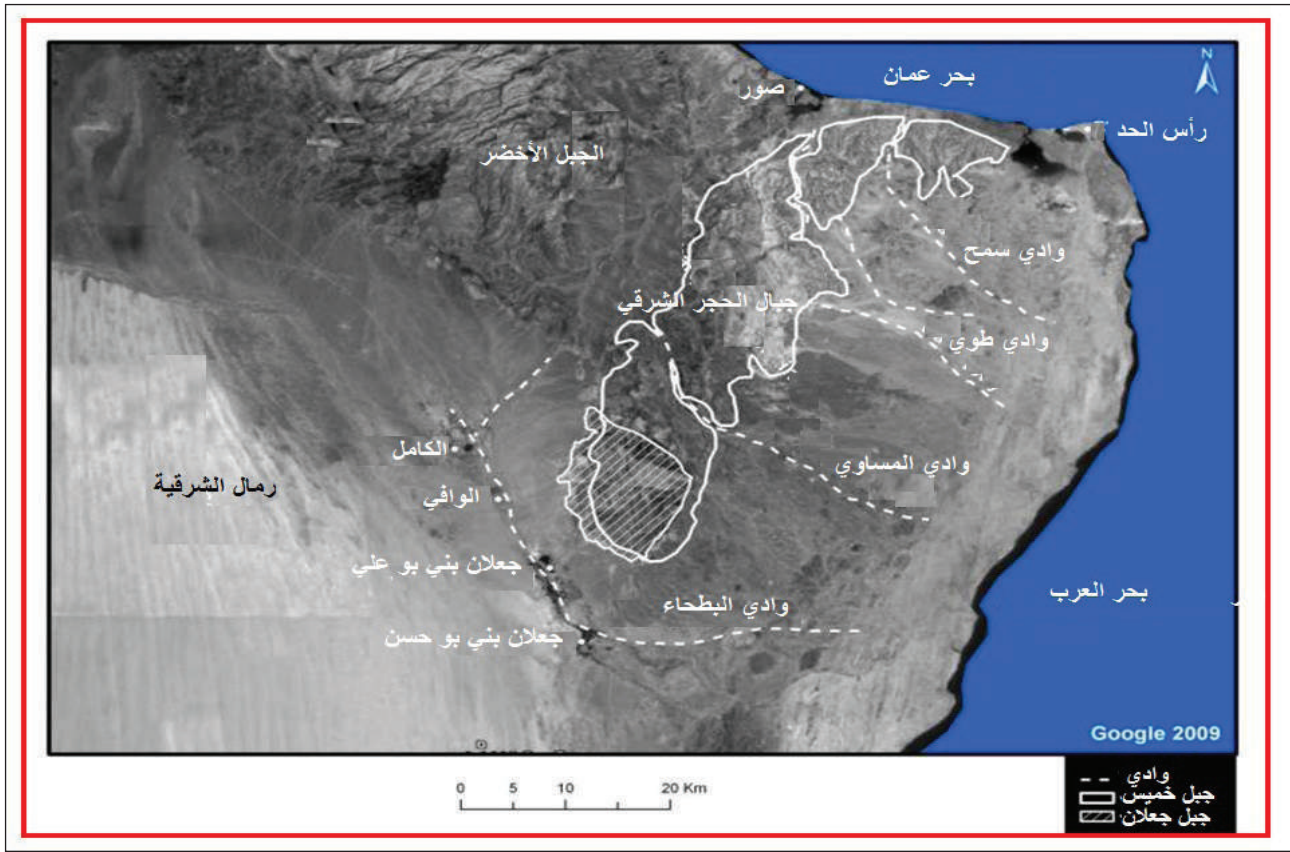 بحر عمان
N
صور
رأس الحد
الجبل الأخضر
وادي سمح
جبال الحجر الشرقي
وادي طوي
الكامل
وادي المساوي
رمال الشرقية
الوافي
جعلان بني بو علي
بحر العرب
وادي البطحاء
جعلان بني بو حسن
Google 2009
وادي
جبل خميس
جبل جعلان
0 5 10 20 Km